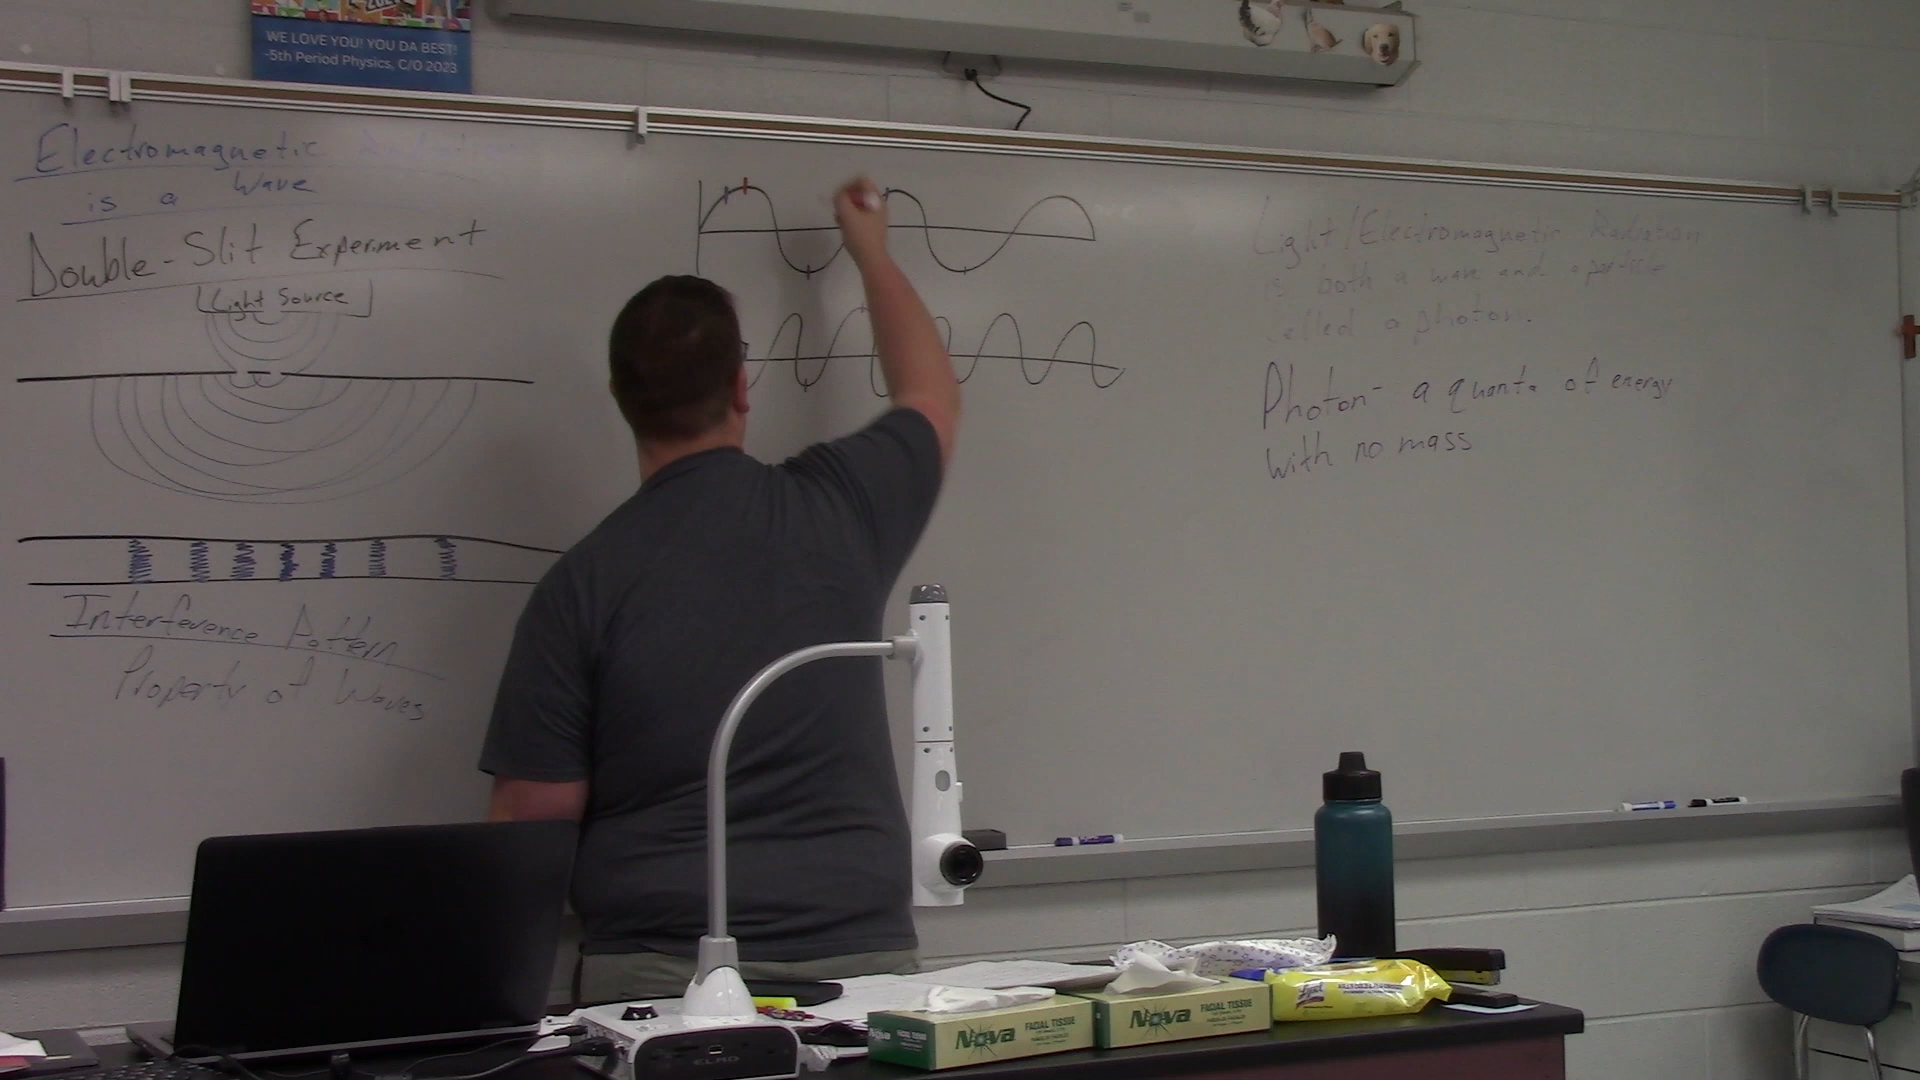 WE LOVE YOU! YOU DA BEST!
-5th Period Physics, C/O 2023
Electromagnetic
is a Wave
Double-Slit Experiment
Light Source
Interference Pattern
Property of Waves
Light/Electromagnetic Radiation
is both a wave and a particle
called a photon.
Photon- a quanta of energy
with no mass
ELMO
Nova
FACIAL TISSUE
Nova
FACIAL TISSUE
Lysol